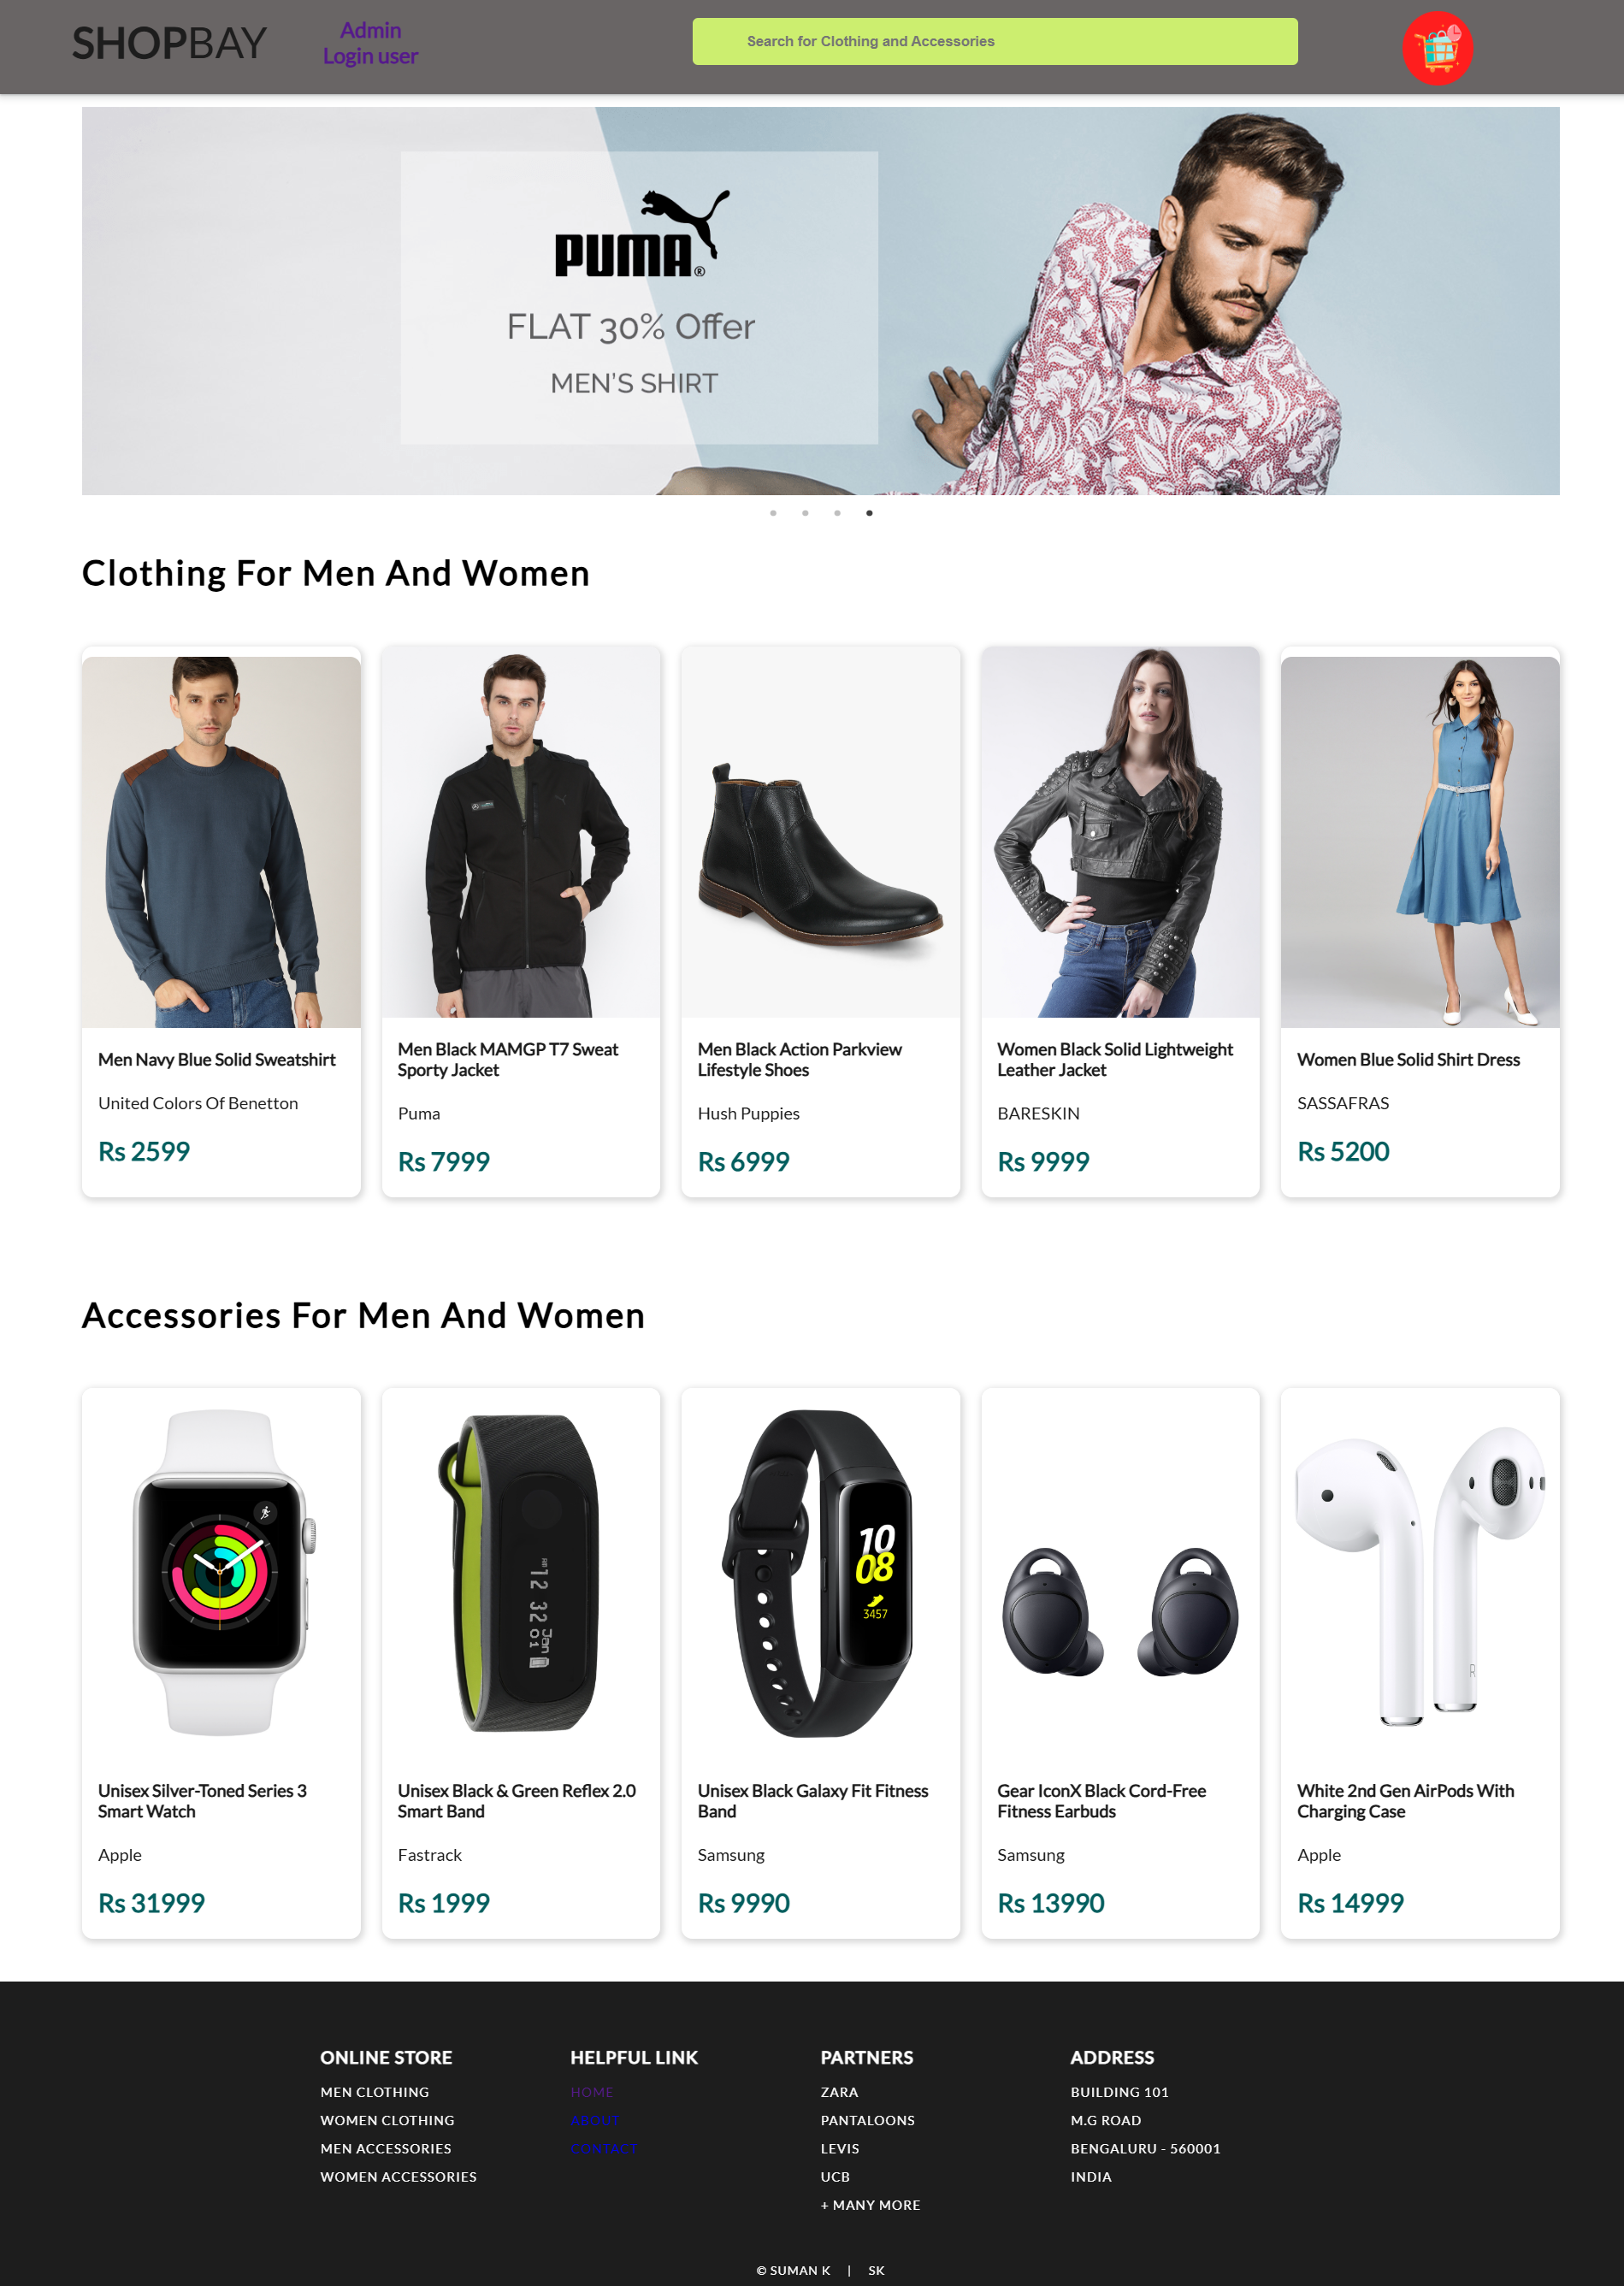 SHOPBAY
Admin
Login user
Search for Clothing and Accessories
PUMA®
FLAT 30% Offer
MEN'S SHIRT
Clothing For Men And Women
Men Navy Blue Solid Sweatshirt
United Colors Of Benetton
Rs 2599
Men Black MAMGP T7 Sweat
Sporty Jacket
Puma
Rs 7999
Men Black Action Parkview
Lifestyle Shoes
Hush Puppies
Rs 6999
Women Black Solid Lightweight
Leather Jacket
BARESKIN
Rs 9999
Women Blue Solid Shirt Dress
SASSAFRAS
Rs 5200
Accessories For Men And Women
12 32
Jan
01
10
08
3457
R
Unisex Silver-Toned Series 3
Smart Watch
Apple
Rs 31999
Unisex Black & Green Reflex 2.0
Smart Band
Fastrack
Rs 1999
Unisex Black Galaxy Fit Fitness
Band
Samsung
Rs 9990
Gear IconX Black Cord-Free
Fitness Earbuds
Samsung
Rs 13990
White 2nd Gen AirPods With
Charging Case
Apple
Rs 14999
ONLINE STORE
MEN CLOTHING
WOMEN CLOTHING
MEN ACCESSORIES
WOMEN ACCESSORIES
HELPFUL LINK
HOME
ABOUT
CONTACT
PARTNERS
ZARA
PANTALOONS
LEVIS
UCB
+ MANY MORE
ADDRESS
BUILDING 101
M.G ROAD
BENGALURU - 560001
INDIA
© SUMAN K | SK